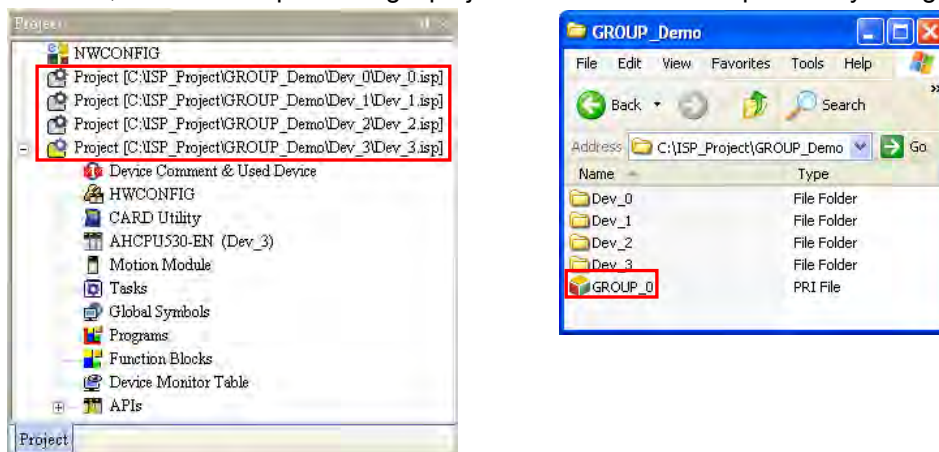 Project
NWCONFIG
Project [C:\ISP_Project\GROUP_Demo\Dev_0\Dev_0.isp]
Project [C:\ISP_Project\GROUP_Demo\Dev_1\Dev_1.isp]
Project [C:\ISP_Project\GROUP_Demo\Dev_2\Dev_2.isp]
Project [C:\ISP_Project\GROUP_Demo\Dev_3\Dev_3.isp]
Device Comment & Used Device
HWCONFIG
CARD Utility
AHCPU530-EN (Dev_3)
Motion Module
Tasks
Global Symbols
Programs
Function Blocks
Device Monitor Table
APIs
Project
GROUP_Demo
File Edit View Favorites Tools Help
Back Search
Address C:\ISP_Project\GROUP_Demo Go
Name Type
Dev_0 File Folder
Dev_1 File Folder
Dev_2 File Folder
Dev_3 File Folder
GROUP_0 PRI File